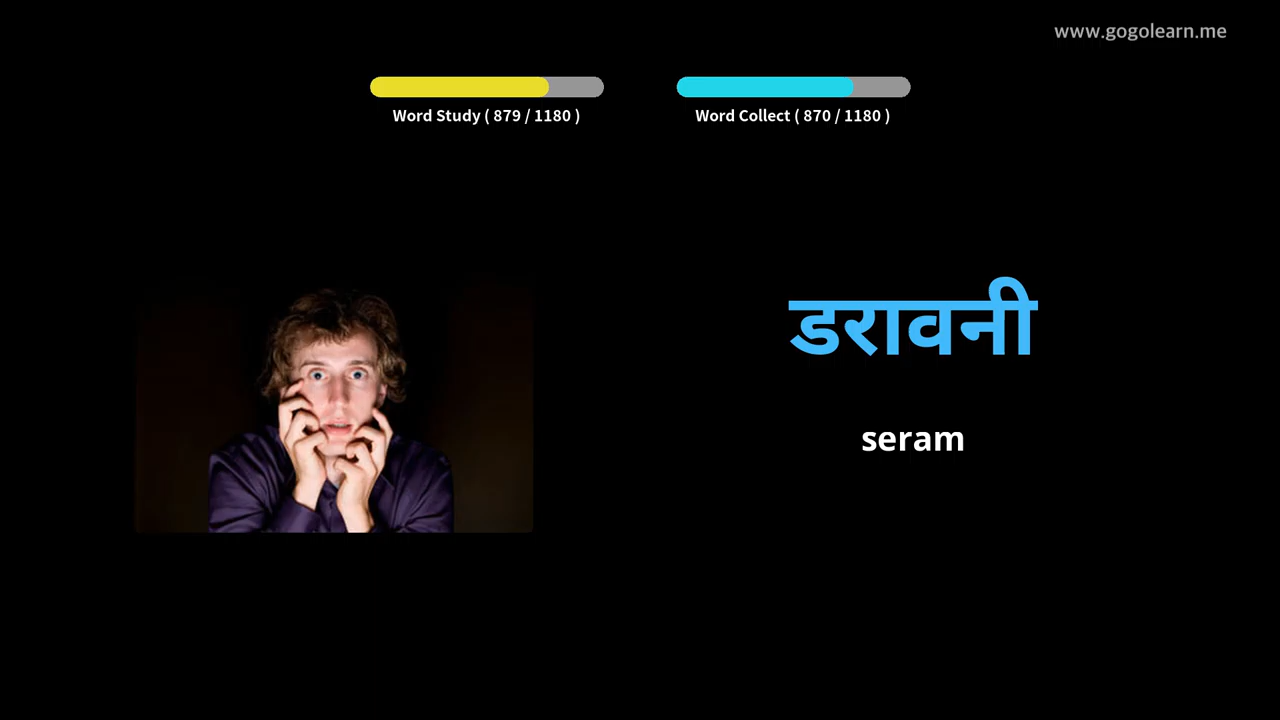 www.gogolearn.me
Word Study ( 879 / 1180 )
Word Collect ( 870 / 1180 )
डरावनी
seram